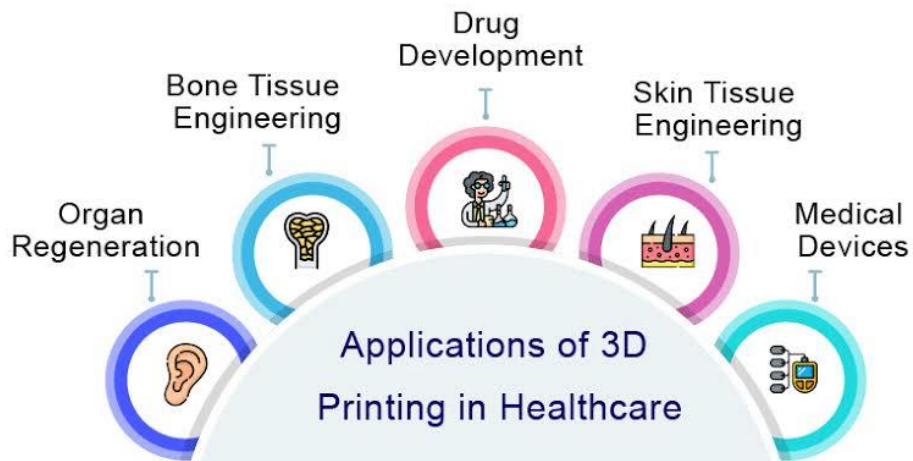 Drug
Development
Bone Tissue
Engineering
Skin Tissue
Engineering
Organ
Regeneration
Medical
Devices
Applications of 3D
Printing in Healthcare